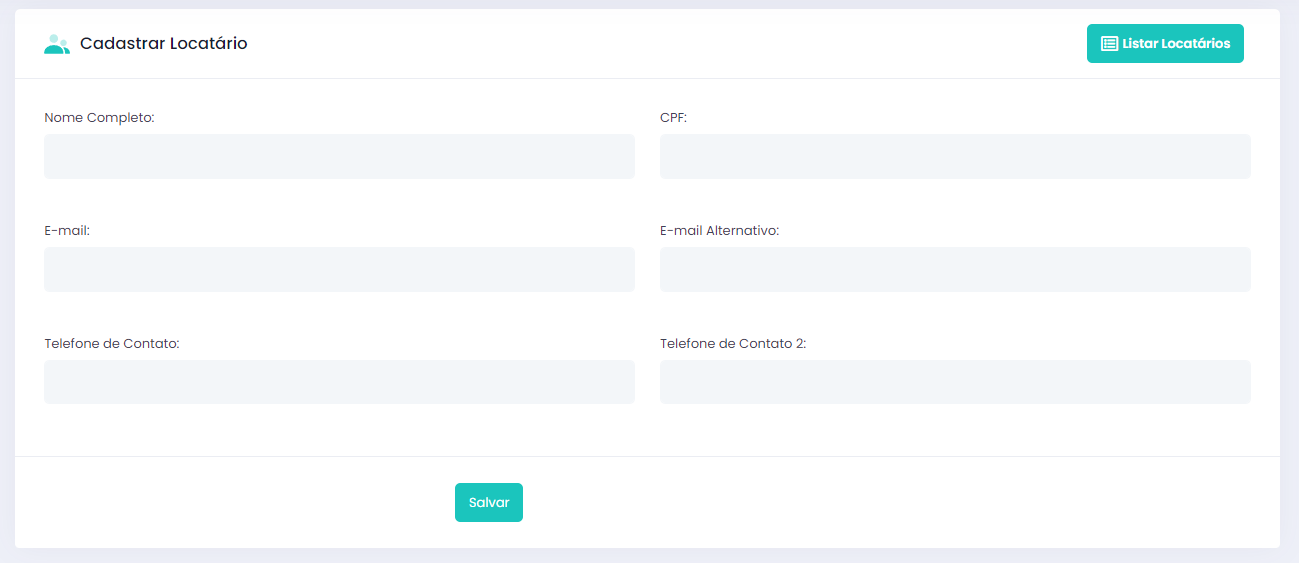 Cadastrar Locatário
Listar Locatários
Nome Completo:
CPF:
E-mail:
E-mail Alternativo:
Telefone de Contato:
Telefone de Contato 2:
Salvar